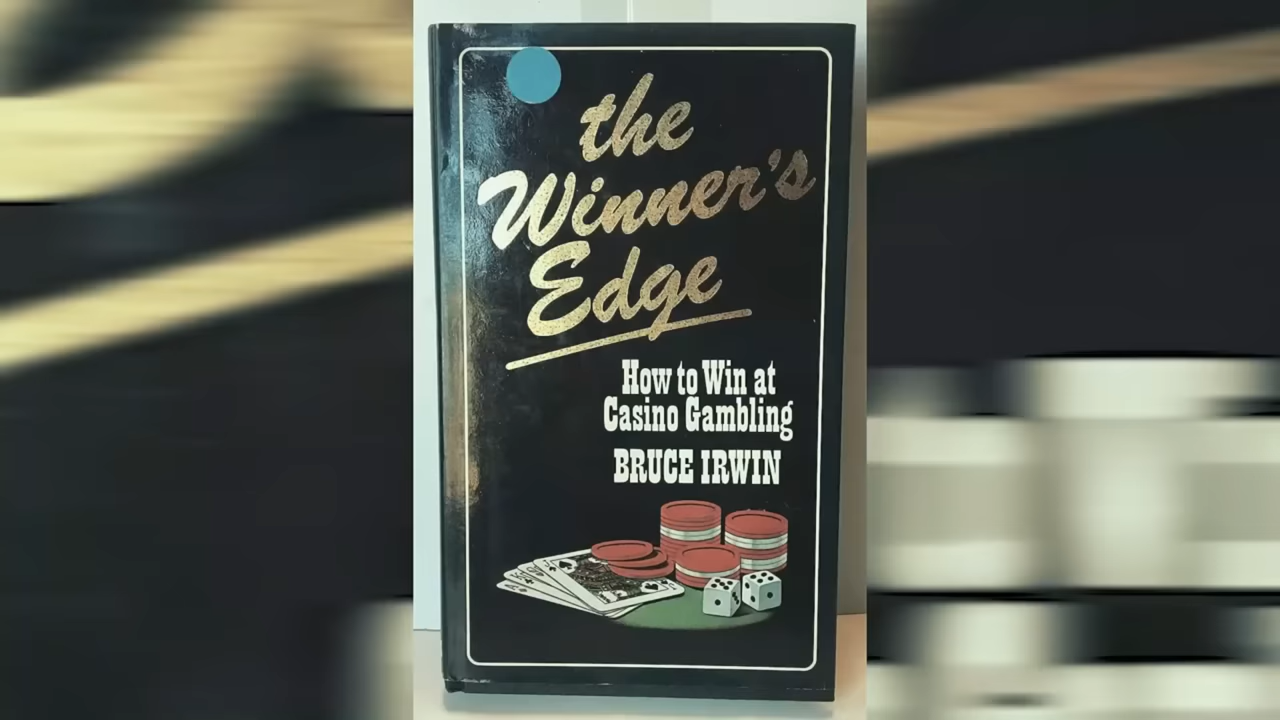 the
Winner's
Edge
How to Win at
Casino Gambling
BRUCE IRWIN